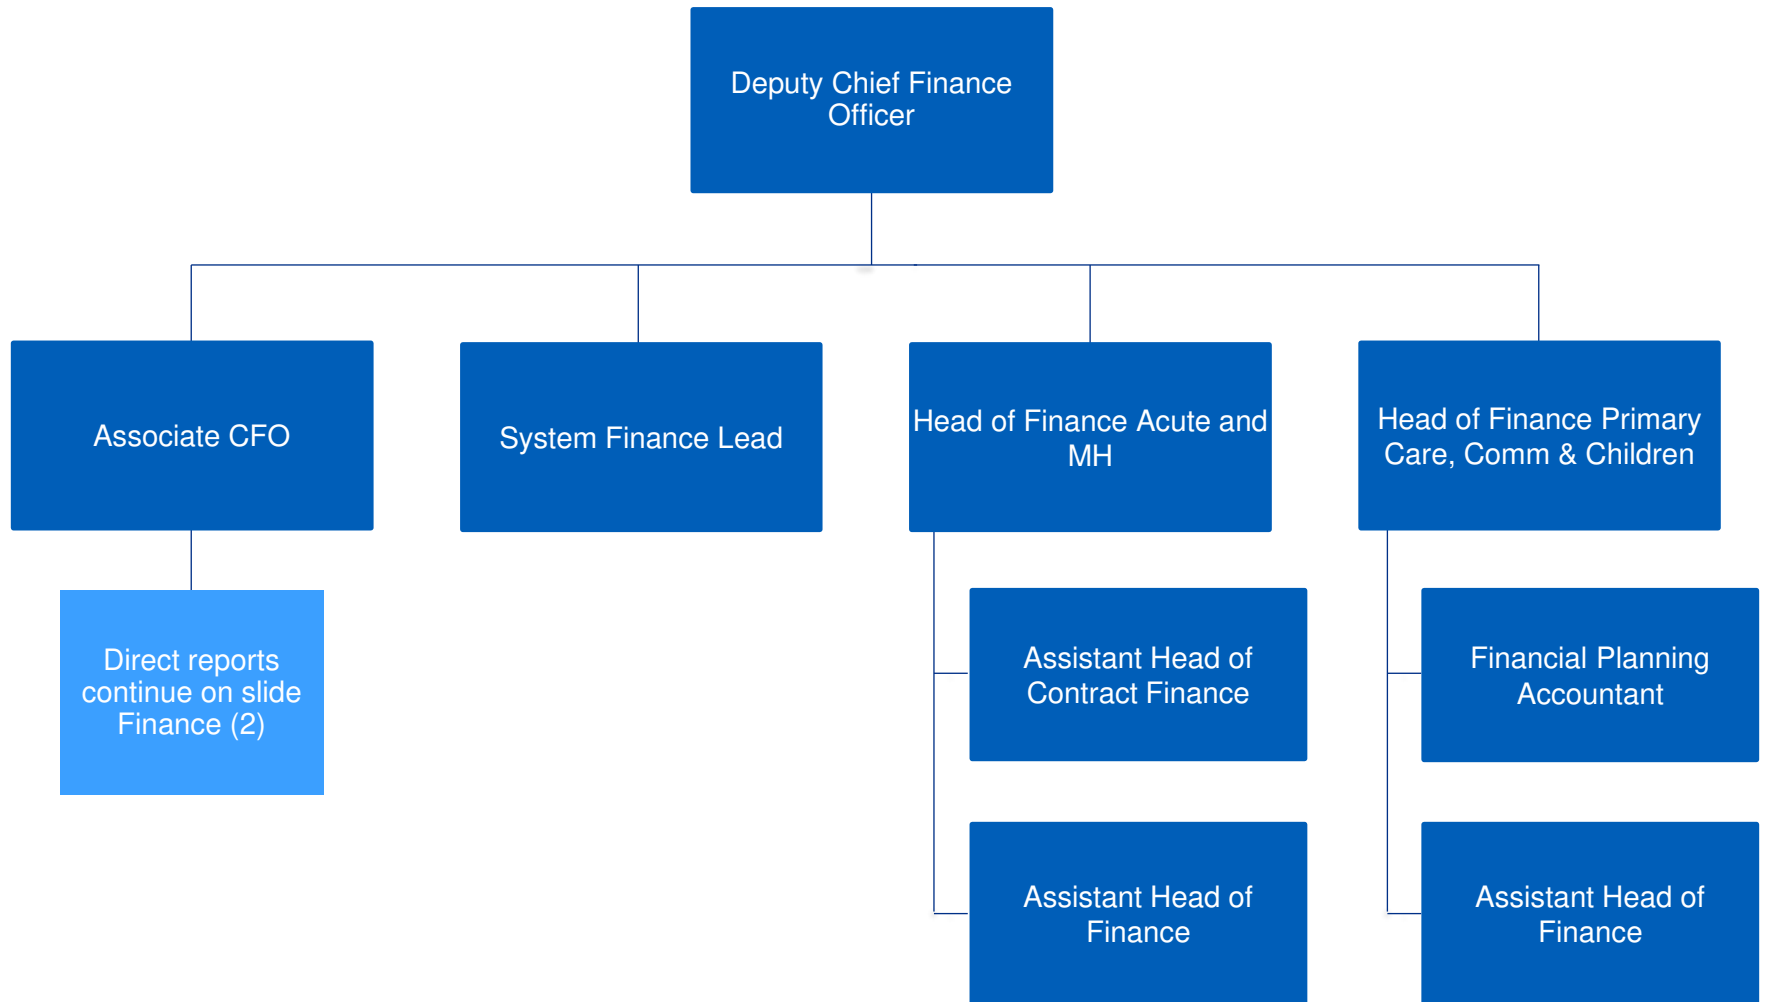 Deputy Chief Finance
Officer
Associate CFO
System Finance Lead
Head of Finance Acute and
MH
Head of Finance Primary
Care, Comm & Children
Direct reports
continue on slide
Finance (2)
Assistant Head of
Contract Finance
Financial Planning
Accountant
Assistant Head of
Finance
Assistant Head of
Finance